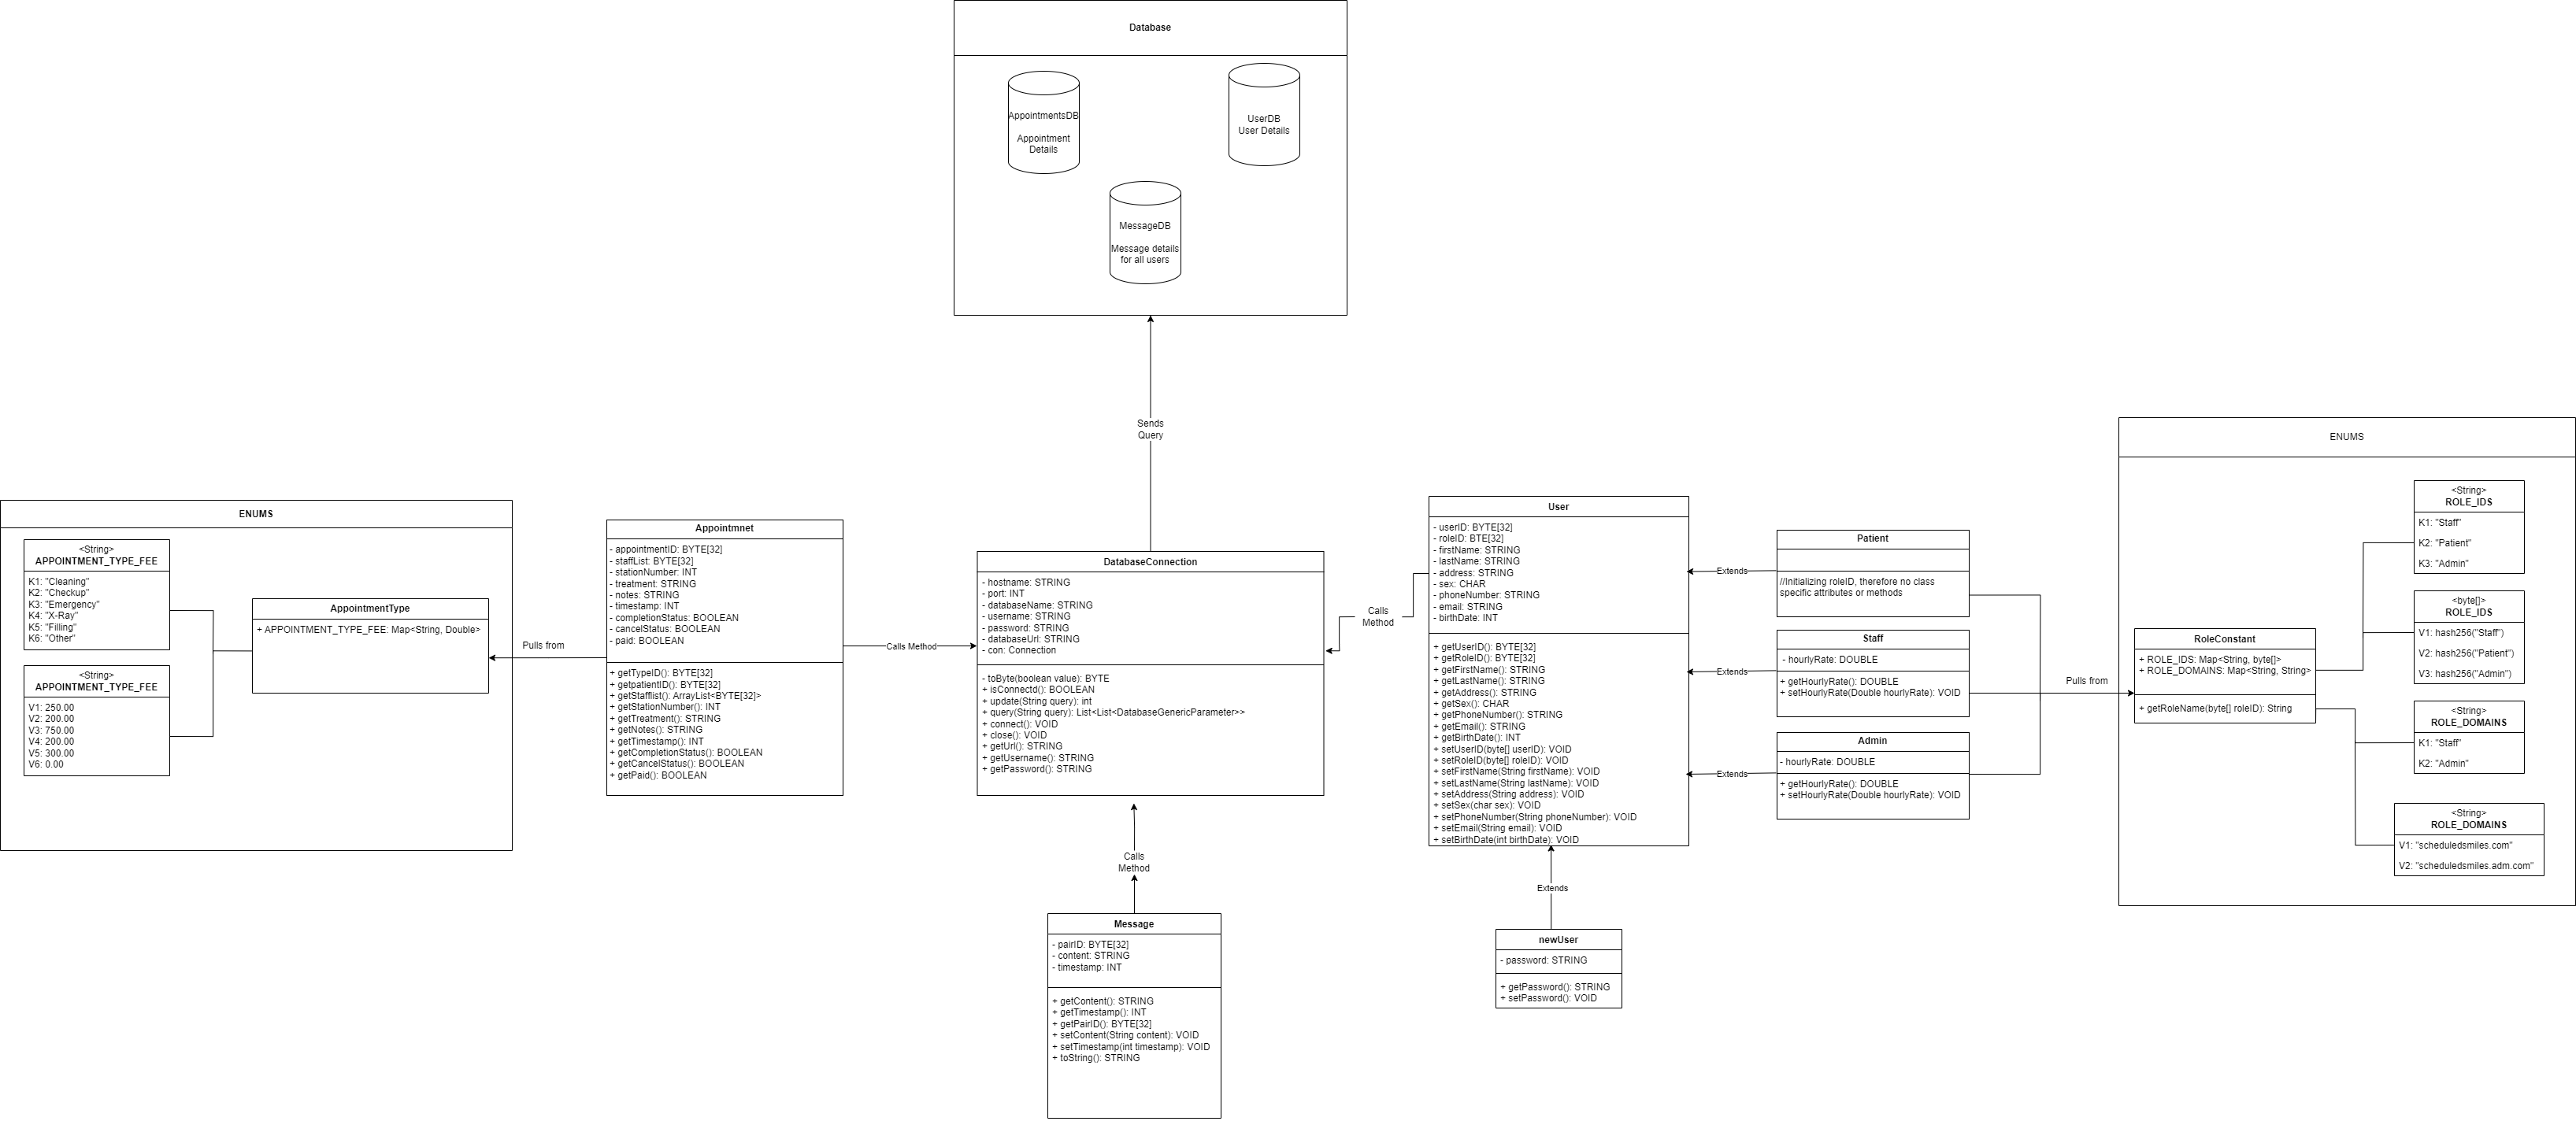 Database
AppointmentsDB
Appointment
Details
UserDB
User Details
MessageDB
Message details
for all users
Sends
Query
ENUMS
<String>
APPOINTMENT_TYPE_FEE
K1: "Cleaning"
K2: "Checkup"
K3: "Emergency"
K4: "X-Ray"
K5: "Filling"
K6: "Other"
<String>
APPOINTMENT_TYPE_FEE
V1: 250.00
V2: 200.00
V3: 750.00
V4: 200.00
V5: 300.00
V6: 0.00
AppointmentType
+ APPOINTMENT_TYPE_FEE: Map<String, Double>
Pulls from
Appointmnet
- appointmentID: BYTE[32]
- staffList: BYTE[32]
- stationNumber: INT
- treatment: STRING
- notes: STRING
- timestamp: INT
- completionStatus: BOOLEAN
- cancelStatus: BOOLEAN
- paid: BOOLEAN
+ getTypeID(): BYTE[32]
+ getpatientID(): BYTE[32]
+ getStafflist(): ArrayList<BYTE[32]>
+ getStationNumber(): INT
+ getTreatment(): STRING
+ getNotes(): STRING
+ getTimestamp(): INT
+ getCompletionStatus(): BOOLEAN
+ getCancelStatus(): BOOLEAN
+ getPaid(): BOOLEAN
Calls Method
DatabaseConnection
- hostname: STRING
- port: INT
- databaseName: STRING
- username: STRING
- password: STRING
- databaseUrl: STRING
- con: Connection
- toByte(boolean value): BYTE
+ isConnectd(): BOOLEAN
+ update(String query): int
+ query(String query): List<List<DatabaseGenericParameter>>
+ connect(): VOID
+ close(): VOID
+ getUrl(): STRING
+ getUsername(): STRING
+ getPassword(): STRING
Calls
Method
Message
- pairID: BYTE[32]
- content: STRING
- timestamp: INT
+ getContent(): STRING
+ getTimestamp(): INT
+ getPairID(): BYTE[32]
+ setContent(String content): VOID
+ setTimestamp(int timestamp): VOID
+ toString(): STRING
Calls
Method
User
- userID: BYTE[32]
- roleID: BTE[32]
- firstName: STRING
- lastName: STRING
- address: STRING
- sex: CHAR
- phoneNumber: STRING
- email: STRING
- birthDate: INT
+ getUserID(): BYTE[32]
+ getRoleID(): BYTE[32]
+ getFirstName(): STRING
+ getLastName(): STRING
+ getAddress(): STRING
+ getSex(): CHAR
+ getPhoneNumber(): STRING
+ getEmail(): STRING
+ getBirthDate(): INT
+ setUserID(byte[] userID): VOID
+ setRoleID(byte[] roleID): VOID
+ setFirstName(String firstName): VOID
+ setLastName(String lastName): VOID
+ setAddress(String address): VOID
+ setSex(char sex): VOID
+ setPhoneNumber(String phoneNumber): VOID
+ setEmail(String email): VOID
+ setBirthDate(int birthDate): VOID
Extends
newUser
- password: STRING
+ getPassword(): STRING
+ setPassword(): VOID
Extends
Patient
//Initializing roleID, therefore no class
specific attributes or methods
Extends
Staff
- hourlyRate: DOUBLE
+ getHourlyRate(): DOUBLE
+ setHourlyRate(Double hourlyRate): VOID
Extends
Admin
- hourlyRate: DOUBLE
+ getHourlyRate(): DOUBLE
+ setHourlyRate(Double hourlyRate): VOID
Pulls from
ENUMS
RoleConstant
+ ROLE_IDS: Map<String, byte[]>
+ ROLE_DOMAINS: Map<String, String>
+ getRoleName(byte[] roleID): String
<String>
ROLE_IDS
K1: "Staff"
K2: "Patient"
K3: "Admin"
<byte[]>
ROLE_IDS
V1: hash256("Staff")
V2: hash256("Patient")
V3: hash256("Admin")
<String>
ROLE_DOMAINS
K1: "Staff"
K2: "Admin"
<String>
ROLE_DOMAINS
V1: "scheduledsmiles.com"
V2: "scheduledsmiles.adm.com"